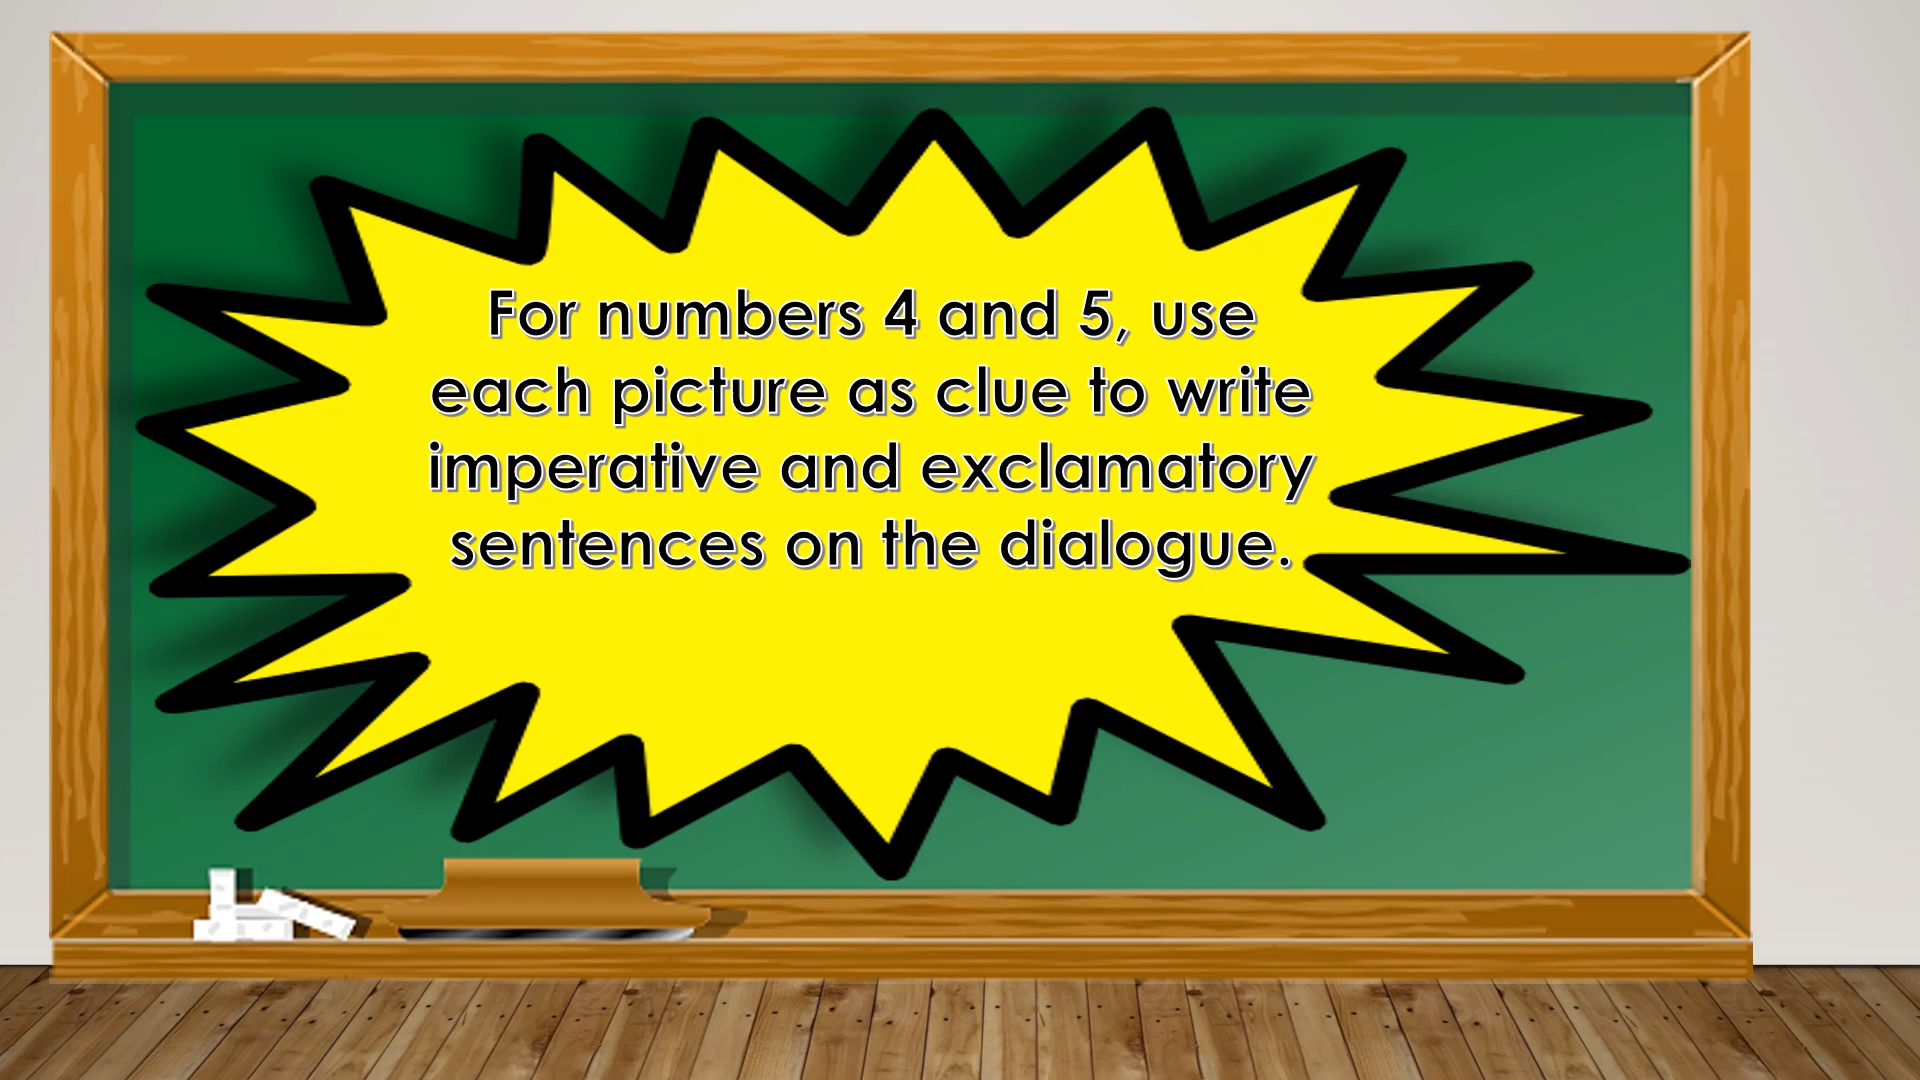 For numbers 4 and 5, use
each picture as clue to write
imperative and exclamatory
sentences on the dialogue.